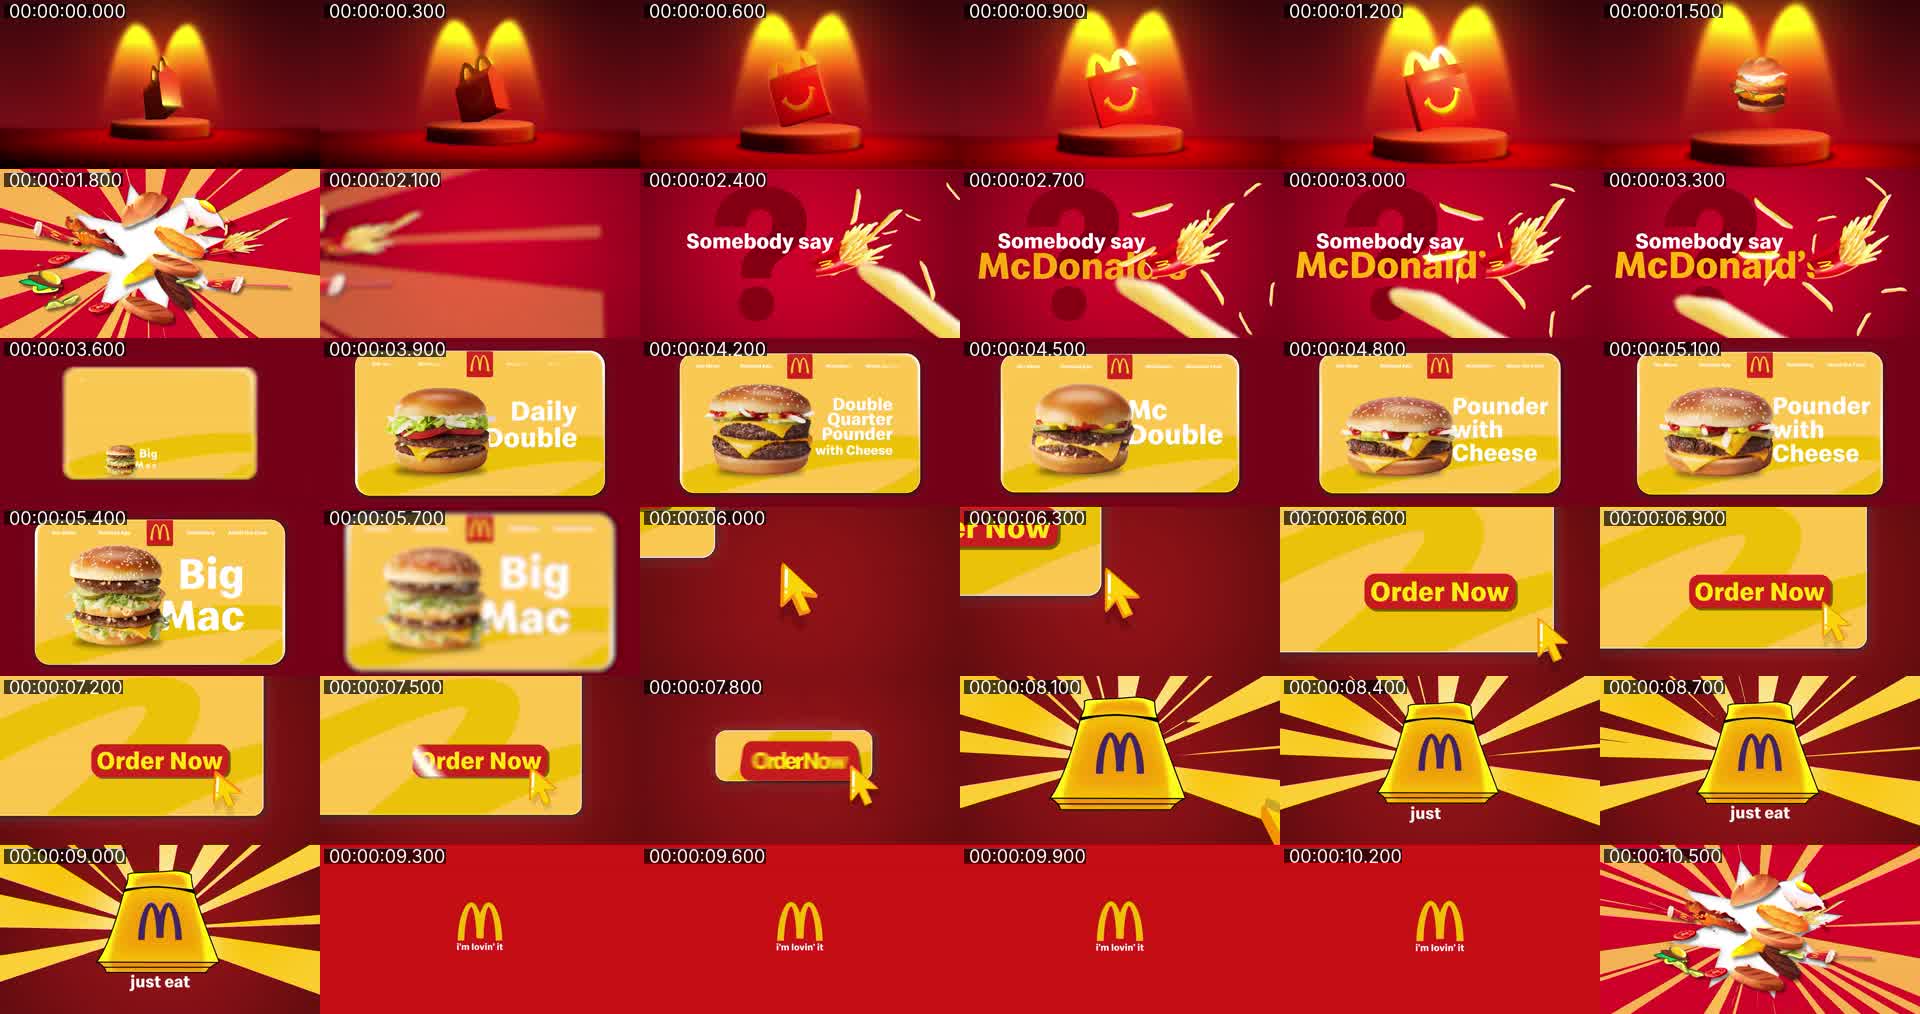 00:00:00.000
00:00:00.300
00:00:00.600
00:00:00.900
00:00:01.200
00:00:01.500
00:00:01.800
00:00:02.100
00:00:02.400
Somebody say
00:00:02.700
Somebody say
McDonald's
00:00:03.000
Somebody say
McDonald'
00:00:03.300
Somebody say
McDonald's
00:00:03.600
Big
Mac
00:00:03.900
Daily
Double
00:00:04.200
Double
Quarter
Pounder
with Cheese
00:00:04.500
Mc
Double
00:00:04.800
Pounder
with
Cheese
00:00:05.100
Pounder
with
Cheese
00:00:05.400
Big
Mac
00:00:05.700
Big
Mac
00:00:06.000
00:00:06.300
er Now
00:00:06.600
Order Now
00:00:06.900
Order Now
00:00:07.200
Order Now
00:00:07.500
Order Now
00:00:07.800
Order Now
00:00:08.100
00:00:08.400
just
00:00:08.700
just eat
00:00:09.000
just eat
00:00:09.300
i'm lovin' it
00:00:09.600
i'm lovin' it
00:00:09.900
i'm lovin' it
00:00:10.200
i'm lovin' it
00:00:10.500